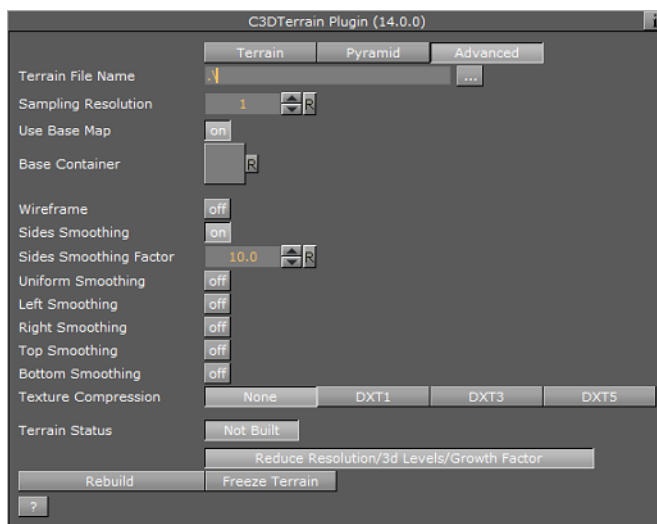 C3DTerrain Plugin (14.0.0) i
Terrain Pyramid Advanced
Terrain File Name .\ ...
Sampling Resolution 1 R
Use Base Map on
Base Container R
Wireframe off
Sides Smoothing on
Sides Smoothing Factor 10.0 R
Uniform Smoothing off
Left Smoothing off
Right Smoothing off
Top Smoothing off
Bottom Smoothing off
Texture Compression None DXT1 DXT3 DXT5
Terrain Status Not Built
Reduce Resolution/3d Levels/Growth Factor
Rebuild Freeze Terrain
?